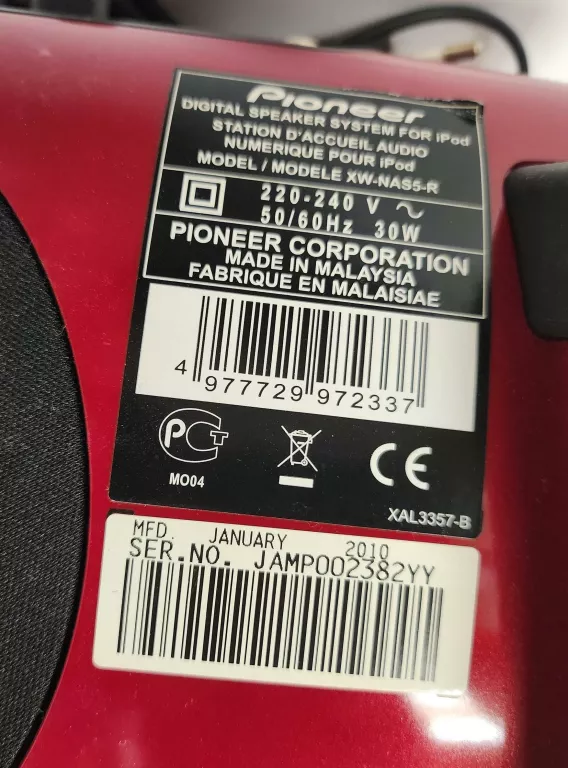 Pioneer
DIGITAL SPEAKER SYSTEM FOR iPod
STATION D'ACCUEIL AUDIO
NUMERIQUE POUR iPod
MODEL / MODELE XW-NAS5-R
220-240 V ~
50/60Hz 30W
PIONEER CORPORATION
MADE IN MALAYSIA
FABRIQUE EN MALAISIAE
4 977729 972337
PCT
MO04
CE
XAL3357-B
MFD. JANUARY 2010
SER.NO. JAMP002382YY